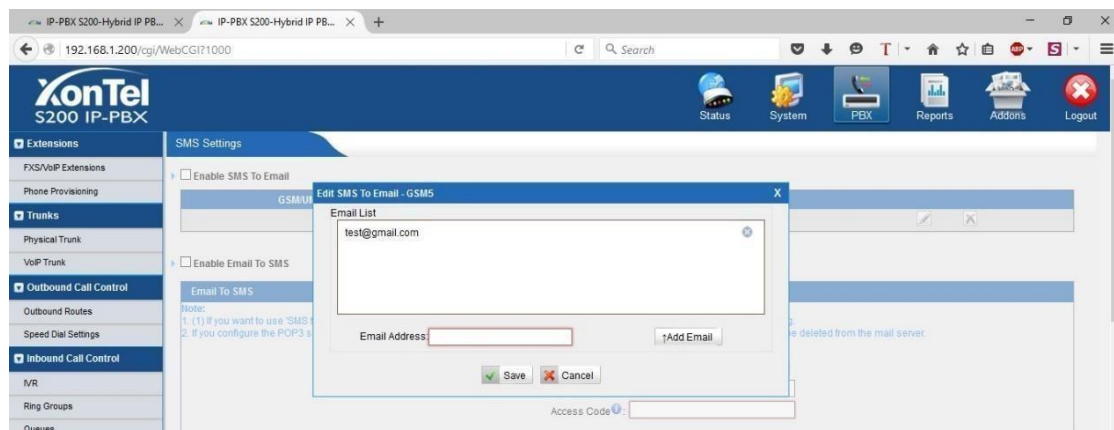 IP-PBX S200-Hybrid IP PB...
IP-PBX S200-Hybrid IP PB...
192.168.1.200/cgi/WebCGI?1000
Search
XonTel
S200 IP-PBX
Status
System
PBX
Reports
Addons
Logout
Extensions
FXS/VoIP Extensions
Phone Provisioning
Trunks
Physical Trunk
VoIP Trunk
Outbound Call Control
Outbound Routes
Speed Dial Settings
Inbound Call Control
IVR
Ring Groups
Queues
SMS Settings
Enable SMS To Email
GSM/U
Enable Email To SMS
Email To SMS
Note:
1. (1) If you want to use 'SMS
2. If you configure the POP3 s
e deleted from the mail server.
Access Code
Edit SMS To Email - GSM5
X
Email List
test@gmail.com
Email Address:
↑Add Email
Save
Cancel